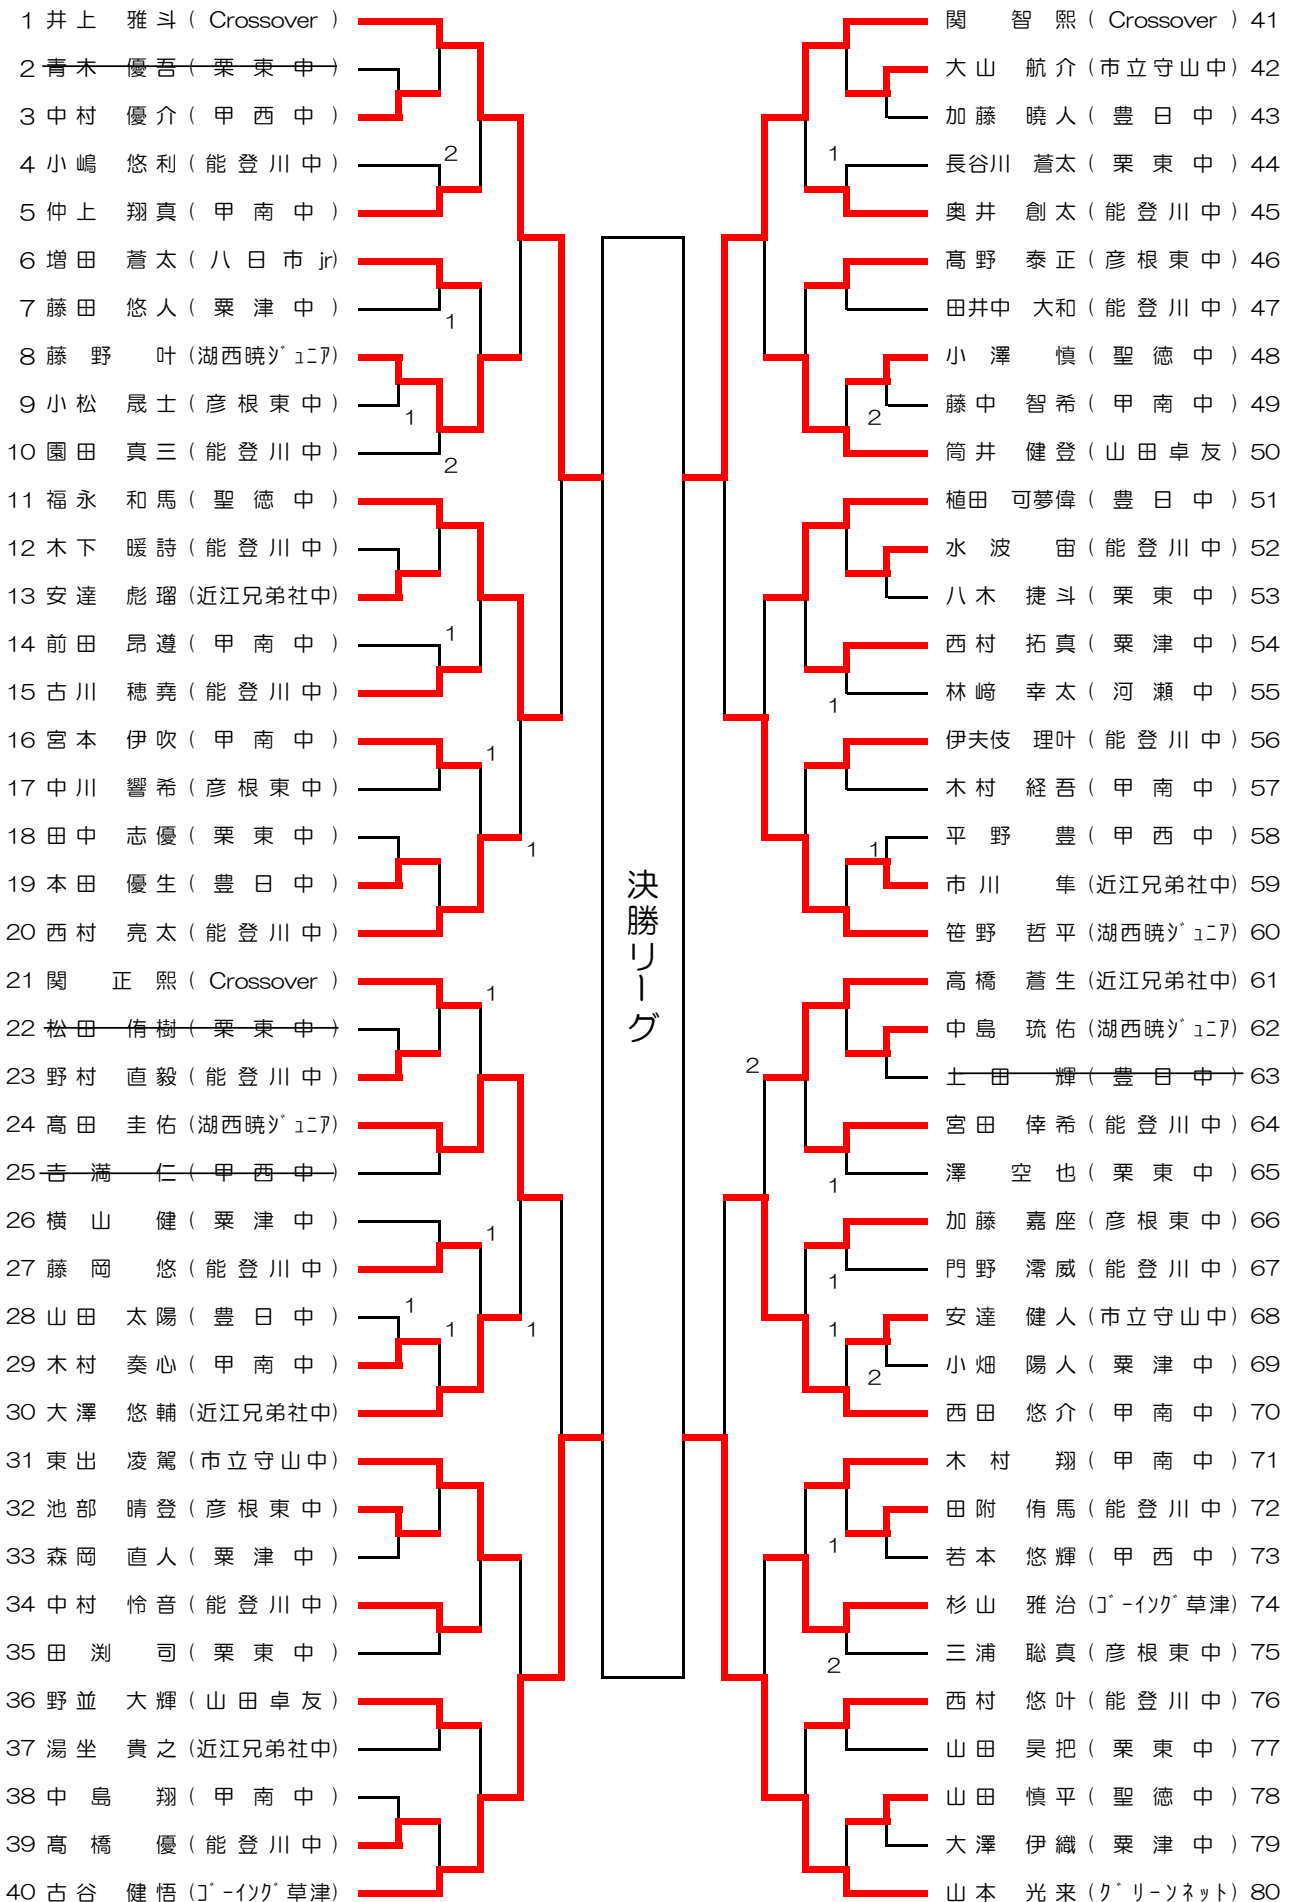 1 井上 雅斗 ( Crossover )
2 青木 優吾 ( 栗東中 )
3 中村 優介 ( 甲西中 )
4 小嶋 悠利 ( 能登川中 )
2
5 仲上 翔真 ( 甲南中 )
6 増田 蒼太 ( 八日市 jr)
7 藤田 悠人 ( 粟津中 )
1
8 藤野 叶 (湖西暁ジュニア)
9 小松 晟士 ( 彦根東中 )
1
10 園田 真三 ( 能登川中 )
2
11 福永 和馬 ( 聖徳中 )
12 木下 暖詩 ( 能登川中 )
13 安達 彪瑠 (近江兄弟社中)
14 前田 昂遵 ( 甲南中 )
1
15 古川 穂堯 ( 能登川中 )
16 宮本 伊吹 ( 甲南中 )
1
17 中川 響希 ( 彦根東中 )
18 田中 志優 ( 栗東中 )
1
19 本田 優生 ( 豊日中 )
20 西村 亮太 ( 能登川中 )
21 関 正熙 ( Crossover )
1
22 松田 侑樹 ( 栗東中 )
23 野村 直毅 ( 能登川中 )
24 髙田 圭佑 (湖西暁ジュニア)
25 吉満 仁 ( 甲西中 )
26 横山 健 ( 粟津中 )
1
27 藤岡 悠 ( 能登川中 )
28 山田 太陽 ( 豊日中 )
1
1
1
29 木村 奏心 ( 甲南中 )
30 大澤 悠輔 (近江兄弟社中)
31 東出 凌駕 (市立守山中)
32 池部 晴登 ( 彦根東中 )
33 森岡 直人 ( 粟津中 )
34 中村 怜音 ( 能登川中 )
35 田渕 司 ( 栗東中 )
36 野並 大輝 ( 山田卓友 )
37 湯坐 貴之 (近江兄弟社中)
38 中島 翔 ( 甲南中 )
39 髙橋 優 ( 能登川中 )
40 古谷 健悟 (ゴーイング草津)
決勝リーグ
関 智熙 ( Crossover ) 41
大山 航介 (市立守山中) 42
加藤 暁人 ( 豊日中 ) 43
1
長谷川 蒼太 ( 栗東中 ) 44
奥井 創太 ( 能登川中 ) 45
髙野 泰正 ( 彦根東中 ) 46
田井中 大和 ( 能登川中 ) 47
小澤 慎 ( 聖徳中 ) 48
藤中 智希 ( 甲南中 ) 49
2
筒井 健登 ( 山田卓友 ) 50
植田 可夢偉 ( 豊日中 ) 51
水波 宙 ( 能登川中 ) 52
八木 捷斗 ( 栗東中 ) 53
西村 拓真 ( 粟津中 ) 54
林﨑 幸太 ( 河瀬中 ) 55
1
伊夫伎 理叶 ( 能登川中 ) 56
木村 経吾 ( 甲南中 ) 57
平野 豊 ( 甲西中 ) 58
1
市川 隼 (近江兄弟社中) 59
笹野 哲平 (湖西暁ジュニア) 60
高橋 蒼生 (近江兄弟社中) 61
中島 琉佑 (湖西暁ジュニア) 62
2
土田 輝 ( 豊日中 ) 63
宮田 倖希 ( 能登川中 ) 64
澤 空也 ( 栗東中 ) 65
1
加藤 嘉座 ( 彦根東中 ) 66
門野 澪威 ( 能登川中 ) 67
1
安達 健人 (市立守山中) 68
1
小畑 陽人 ( 粟津中 ) 69
2
西田 悠介 ( 甲南中 ) 70
木村 翔 ( 甲南中 ) 71
田附 侑馬 ( 能登川中 ) 72
1
若本 悠輝 ( 甲西中 ) 73
杉山 雅治 (ゴーイング草津) 74
三浦 聡真 ( 彦根東中 ) 75
2
西村 悠叶 ( 能登川中 ) 76
山田 昊把 ( 栗東中 ) 77
山田 慎平 ( 聖徳中 ) 78
大澤 伊織 ( 粟津中 ) 79
山本 光来 (グリーンネット) 80